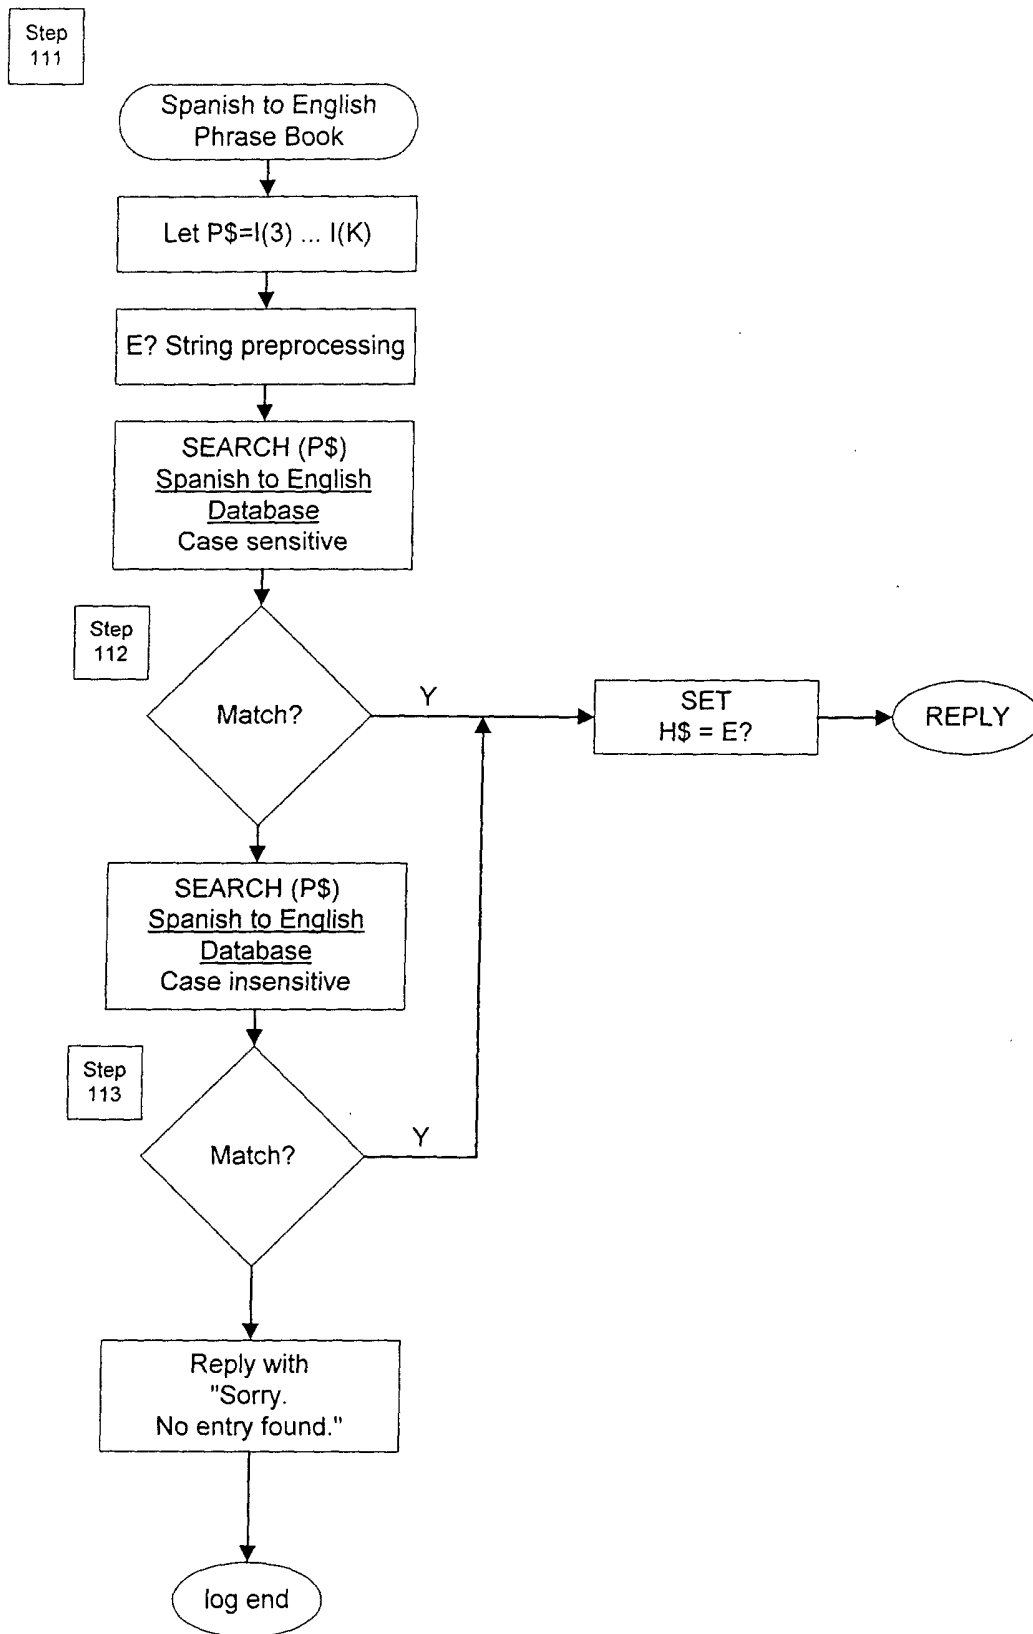 Step
111
Spanish to English
Phrase Book
Let P$=I(3) ... I(K)
E? String preprocessing
SEARCH (P$)
Spanish to English
Database
Case sensitive
Step
112
Match?
Y
SET
H$ = E?
REPLY
SEARCH (P$)
Spanish to English
Database
Case insensitive
Step
113
Match?
Y
Reply with
"Sorry.
No entry found."
log end